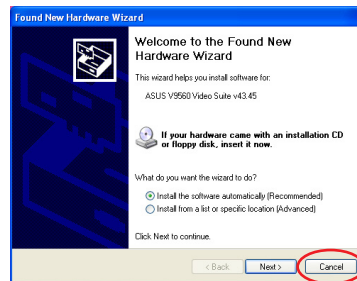 Found New Hardware Wizard
Welcome to the Found New
Hardware Wizard
This wizard helps you install software for:
ASUS V9560 Video Suite v43.45
If your hardware came with an installation CD
or floppy disk, insert it now.
What do you want the wizard to do?
Install the software automatically (Recommended)
Install from a list or specific location (Advanced)
Click Next to continue.
< Back Next > Cancel